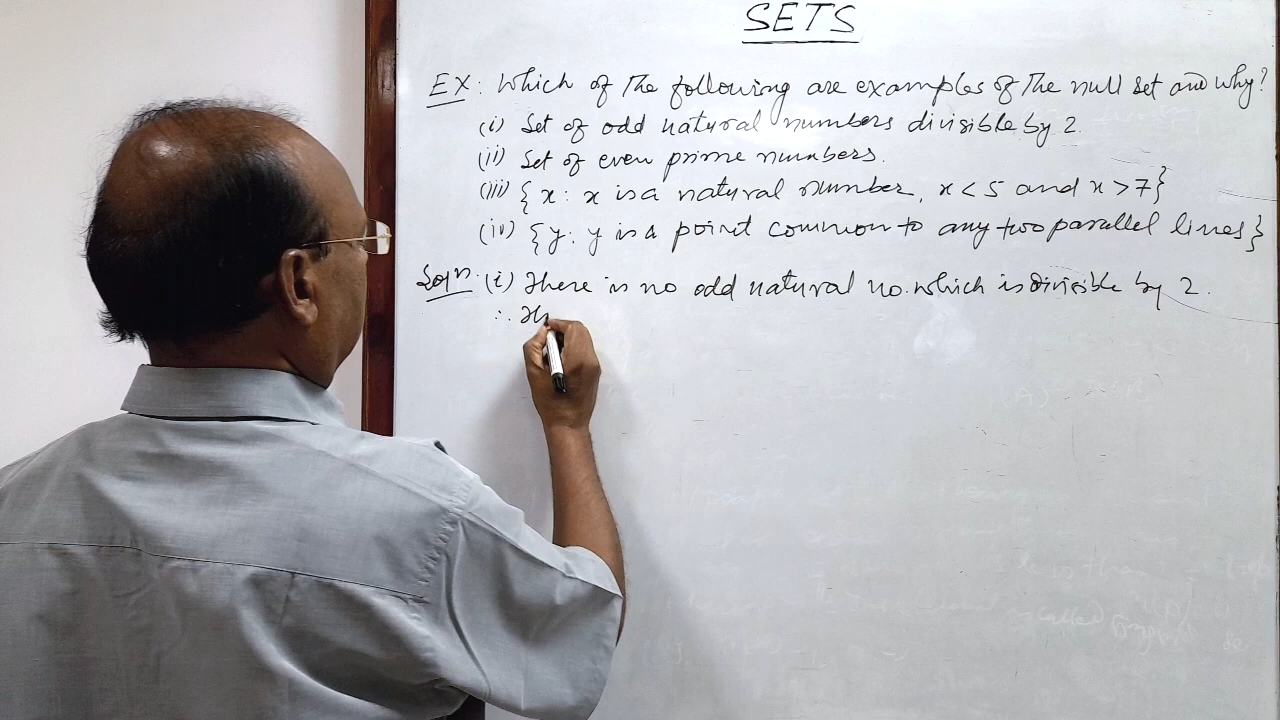 SETS
EX: Which of the following are examples of the null set and why?
(i) Set of odd natural numbers divisible by 2.
(ii) Set of even prime numbers.
(iii) {x: x is a natural number, x < 5 and x > 7}
(iv) {y: y is a point common to any two parallel lines}
Soln. (i) There is no odd natural no. which is divisible by 2.
∴